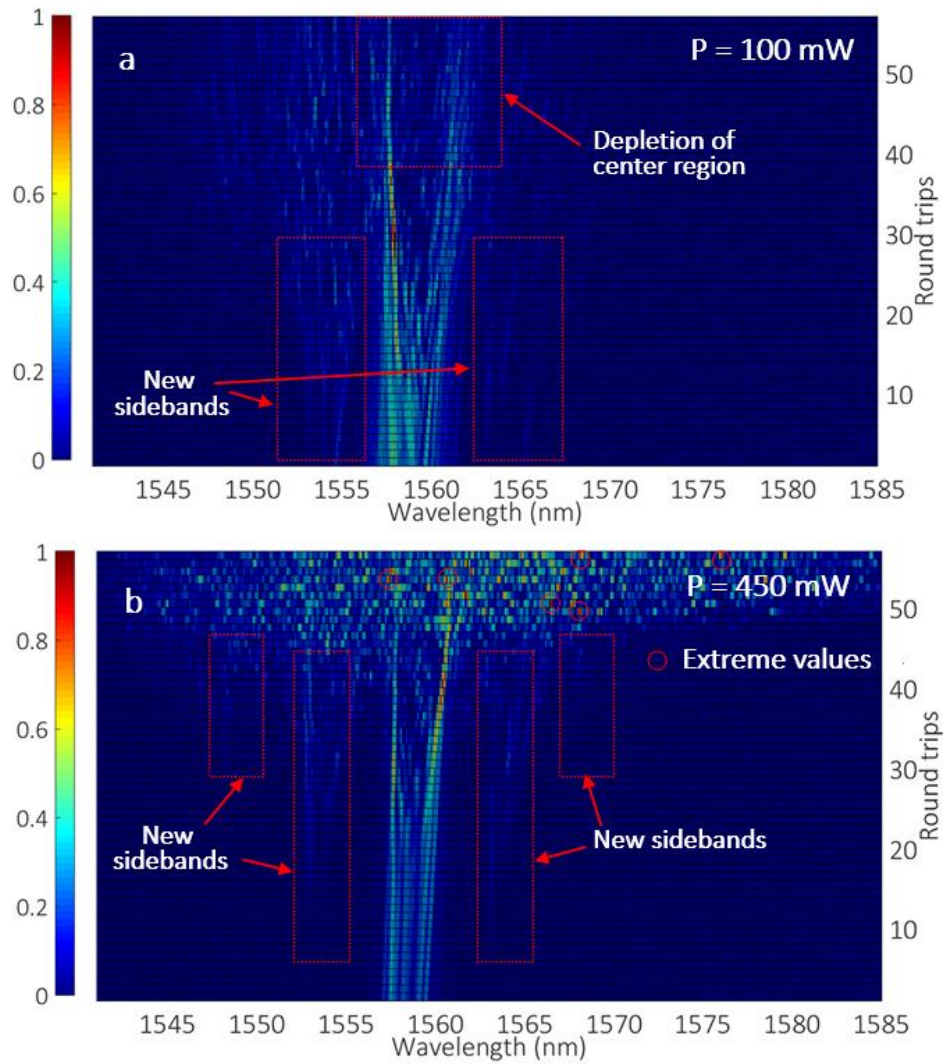 1
0.8
0.6
0.4
0.2
0
a
P = 100 mW
Depletion of
center region
New
sidebands
50
40
30
20
10
Round trips
1545 1550 1555 1560 1565 1570 1575 1580 1585
Wavelength (nm)
1
0.8
0.6
0.4
0.2
0
b
P = 450 mW
Extreme values
New
sidebands
New sidebands
50
40
30
20
10
Round trips
1545 1550 1555 1560 1565 1570 1575 1580 1585
Wavelength (nm)